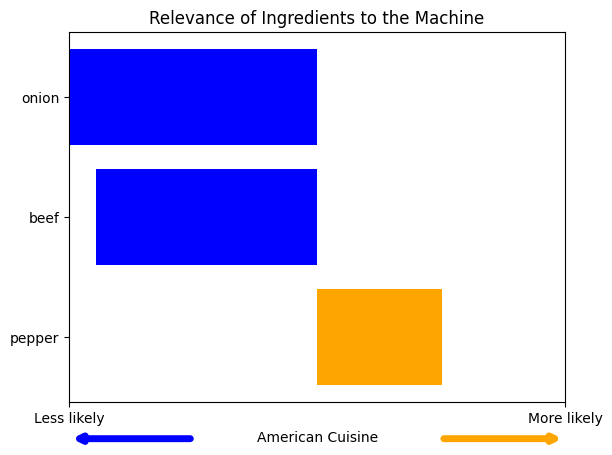 Relevance of Ingredients to the Machine
onion
beef
pepper
Less likely
More likely
American Cuisine